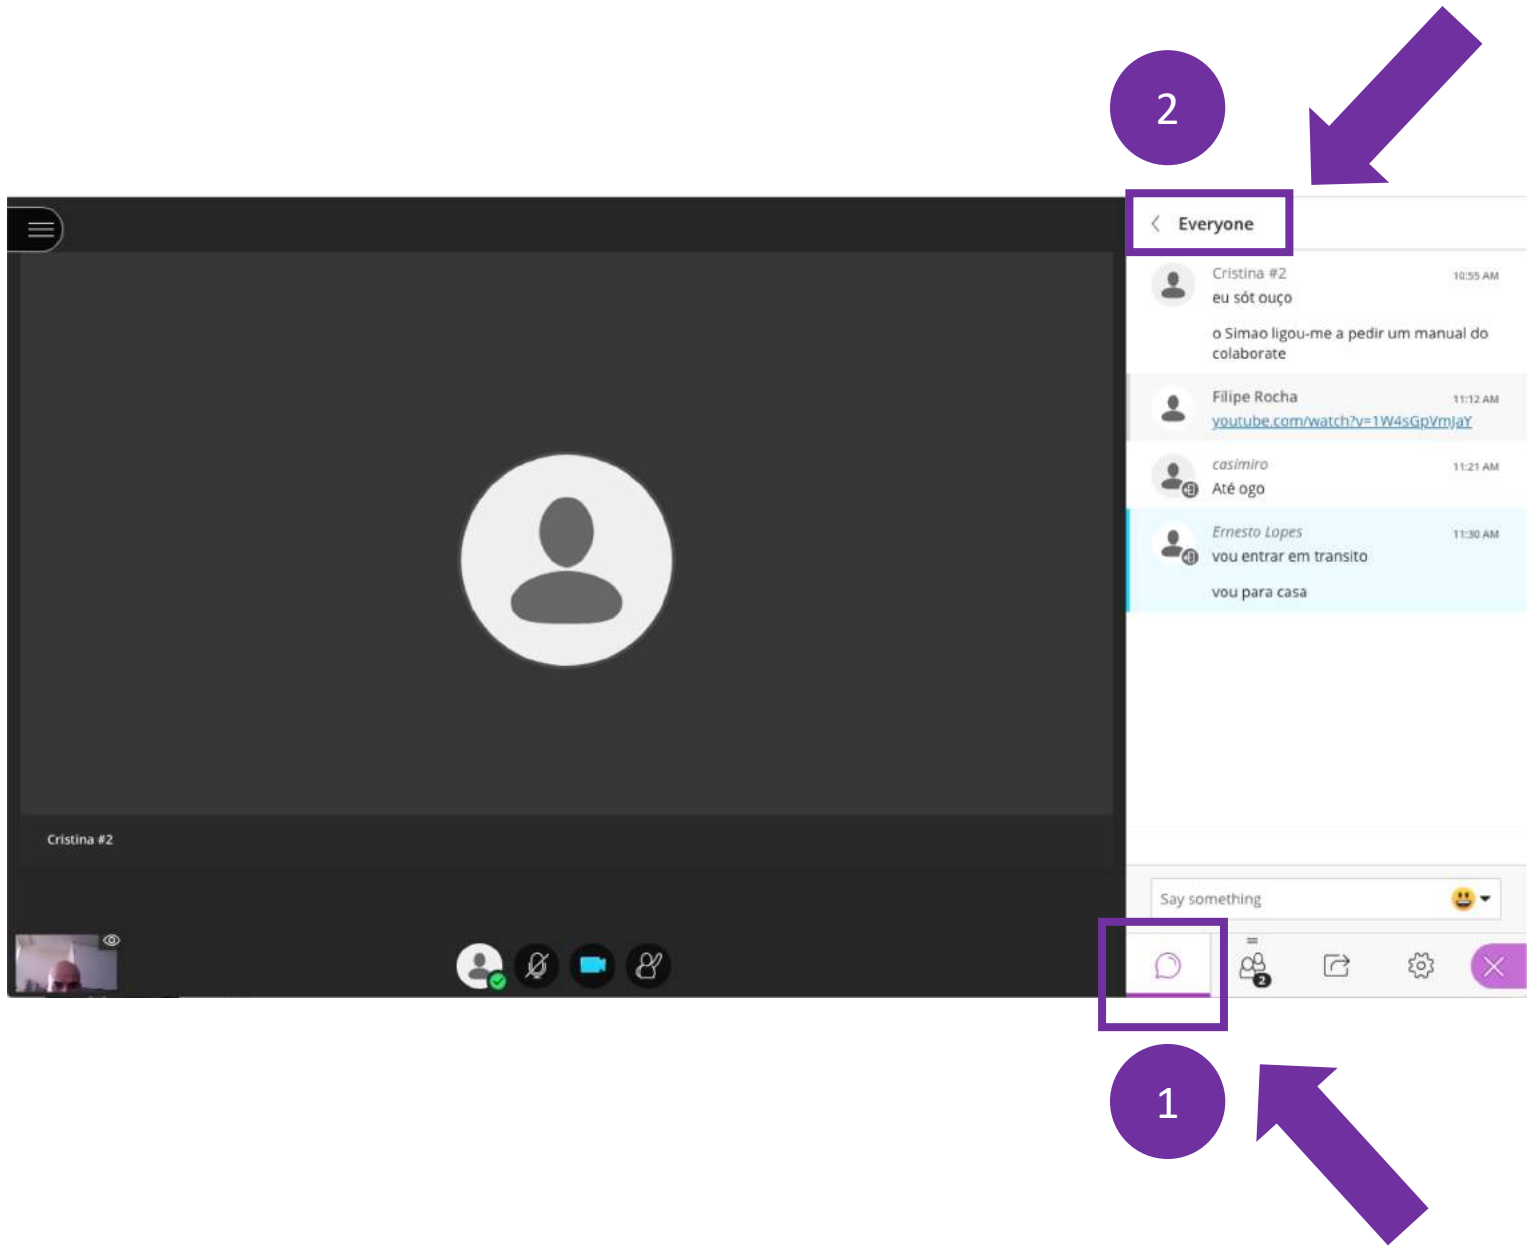 2
Everyone
Cristina #2
10:55 AM
eu sót ouço
o Simao ligou-me a pedir um manual do
colaborate
Filipe Rocha
11:12 AM
youtube.com/watch?v=1W4sGpVmJaY
casimiro
11:21 AM
Até ogo
Ernesto Lopes
11:30 AM
vou entrar em transito
vou para casa
Cristina #2
Say something
2
1